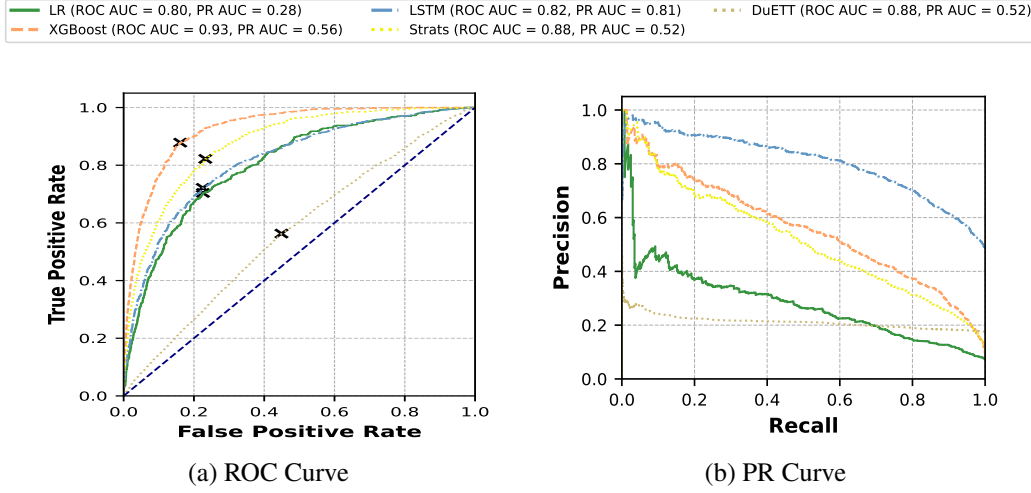 LR (ROC AUC = 0.80, PR AUC = 0.28)
LSTM (ROC AUC = 0.82, PR AUC = 0.81)
DuETT (ROC AUC = 0.88, PR AUC = 0.52)
XGBoost (ROC AUC = 0.93, PR AUC = 0.56)
Strats (ROC AUC = 0.88, PR AUC = 0.52)
True Positive Rate
1.0
0.8
0.6
0.4
0.2
0.0
0.0 0.2 0.4 0.6 0.8 1.0
False Positive Rate
(a) ROC Curve
Precision
1.0
0.8
0.6
0.4
0.2
0.0
0.0 0.2 0.4 0.6 0.8 1.0
Recall
(b) PR Curve